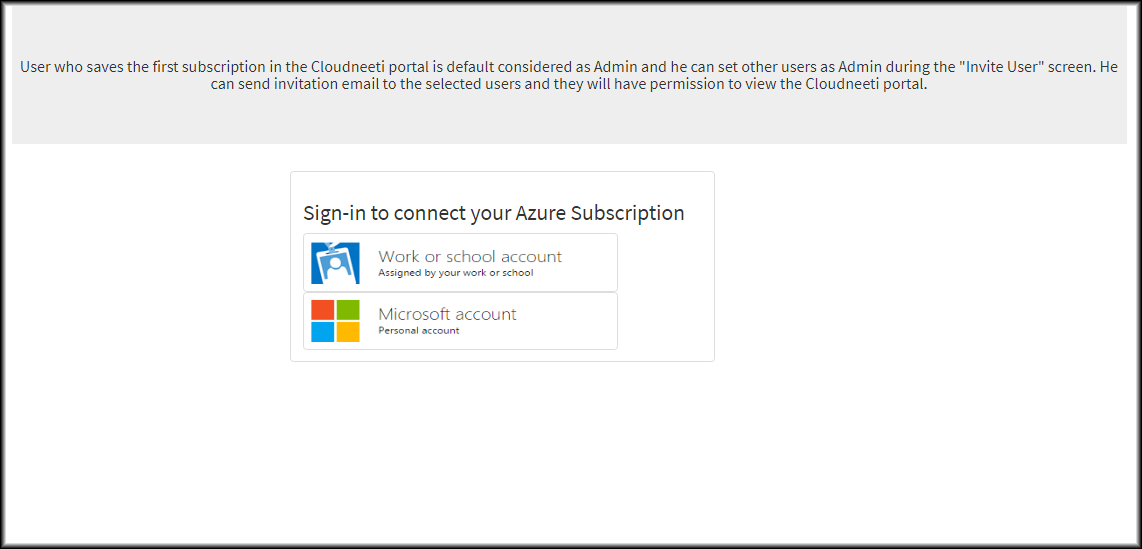 User who saves the first subscription in the Cloudneeti portal is default considered as Admin and he can set other users as Admin during the "Invite User" screen. He
can send invitation email to the selected users and they will have permission to view the Cloudneeti portal.
Sign-in to connect your Azure Subscription
Work or school account
Assigned by your work or school
Microsoft account
Personal account